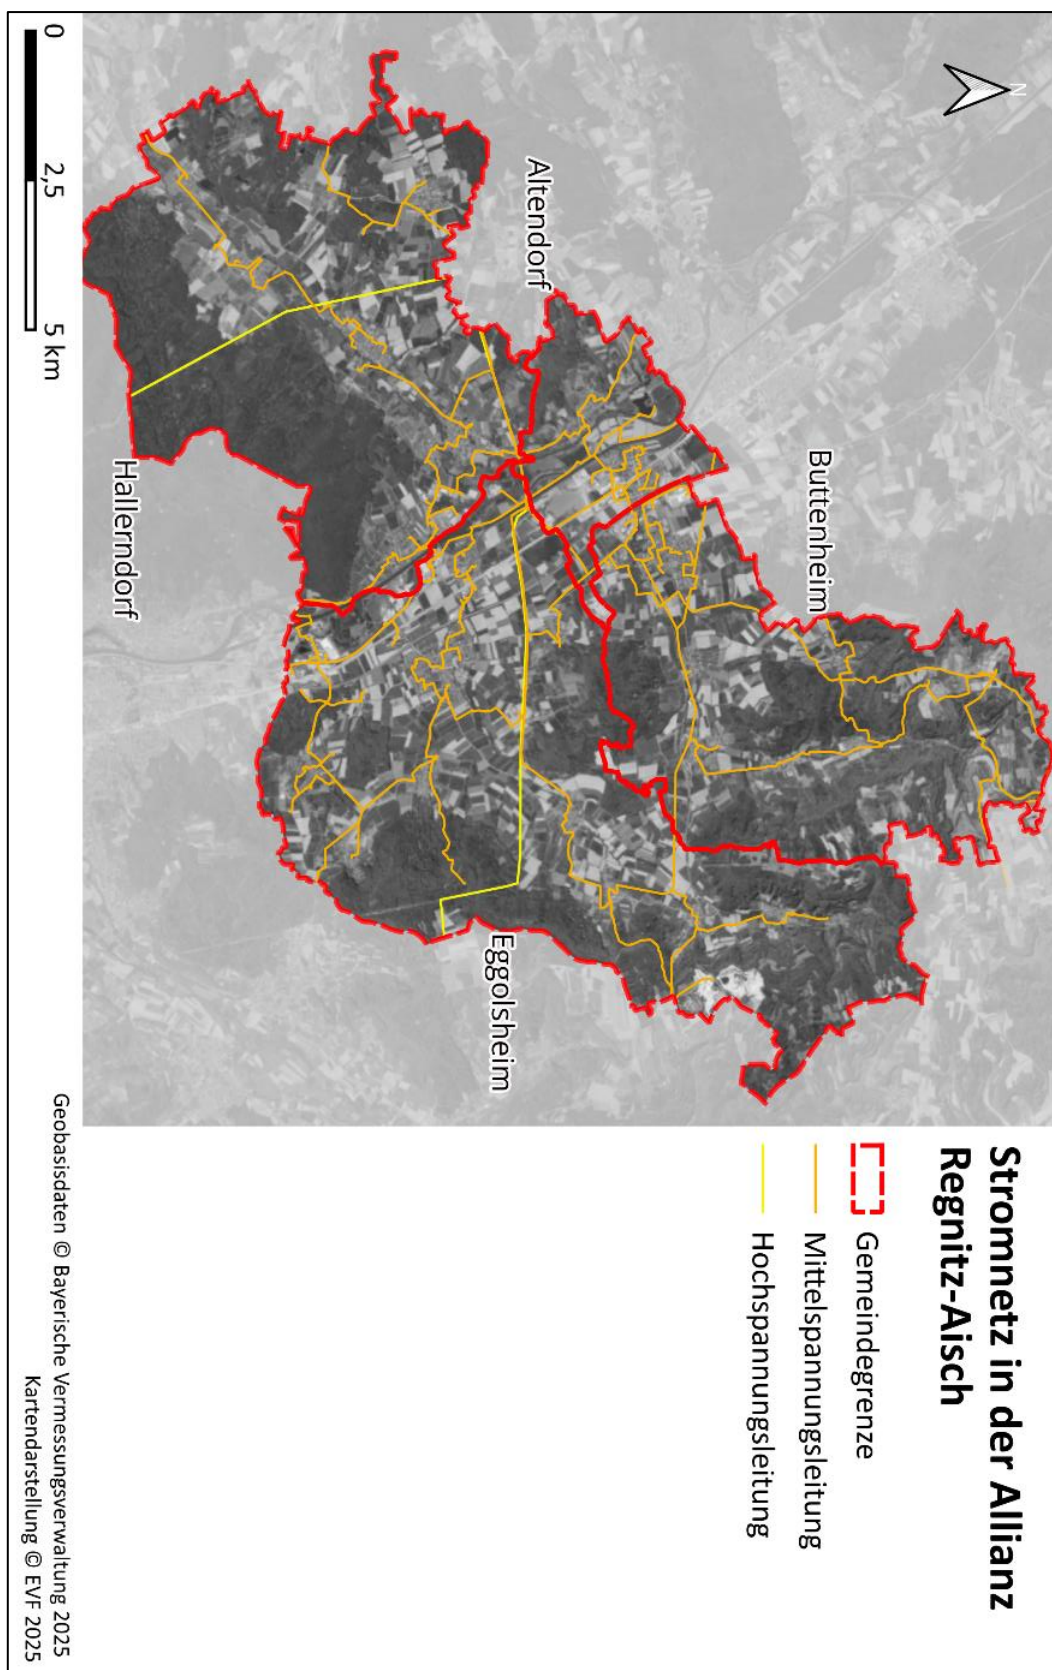 Stromnetz in der Allianz
Regnitz-Aisch
Gemeindegrenze
Mittelspannungsleitung
Hochspannungsleitung
N
Buttenheim
Altendorf
Eggolsheim
Hallerndorf
0 2,5 5 km
Geobasisdaten © Bayerische Vermessungsverwaltung 2025
Kartendarstellung © EVF 2025